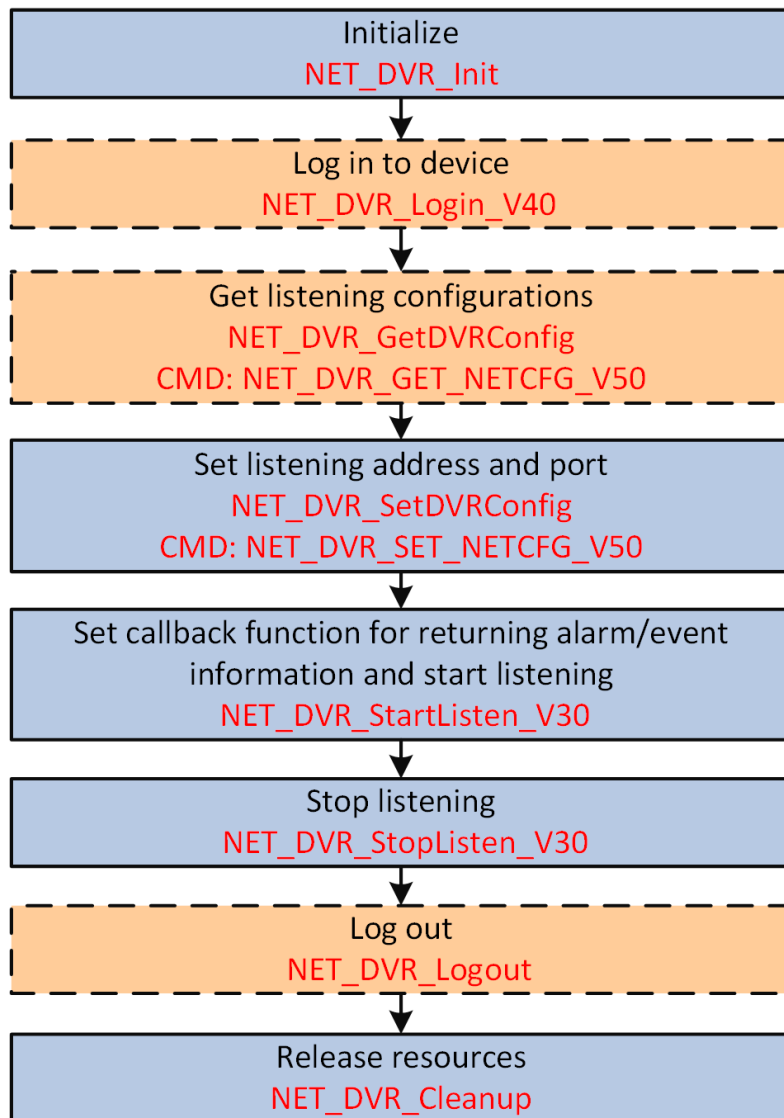 Initialize
NET_DVR_Init
Log in to device
NET_DVR_Login_V40
Get listening configurations
NET_DVR_GetDVRConfig
CMD: NET_DVR_GET_NETCFG_V50
Set listening address and port
NET_DVR_SetDVRConfig
CMD: NET_DVR_SET_NETCFG_V50
Set callback function for returning alarm/event
information and start listening
NET_DVR_StartListen_V30
Stop listening
NET_DVR_StopListen_V30
Log out
NET_DVR_Logout
Release resources
NET_DVR_Cleanup